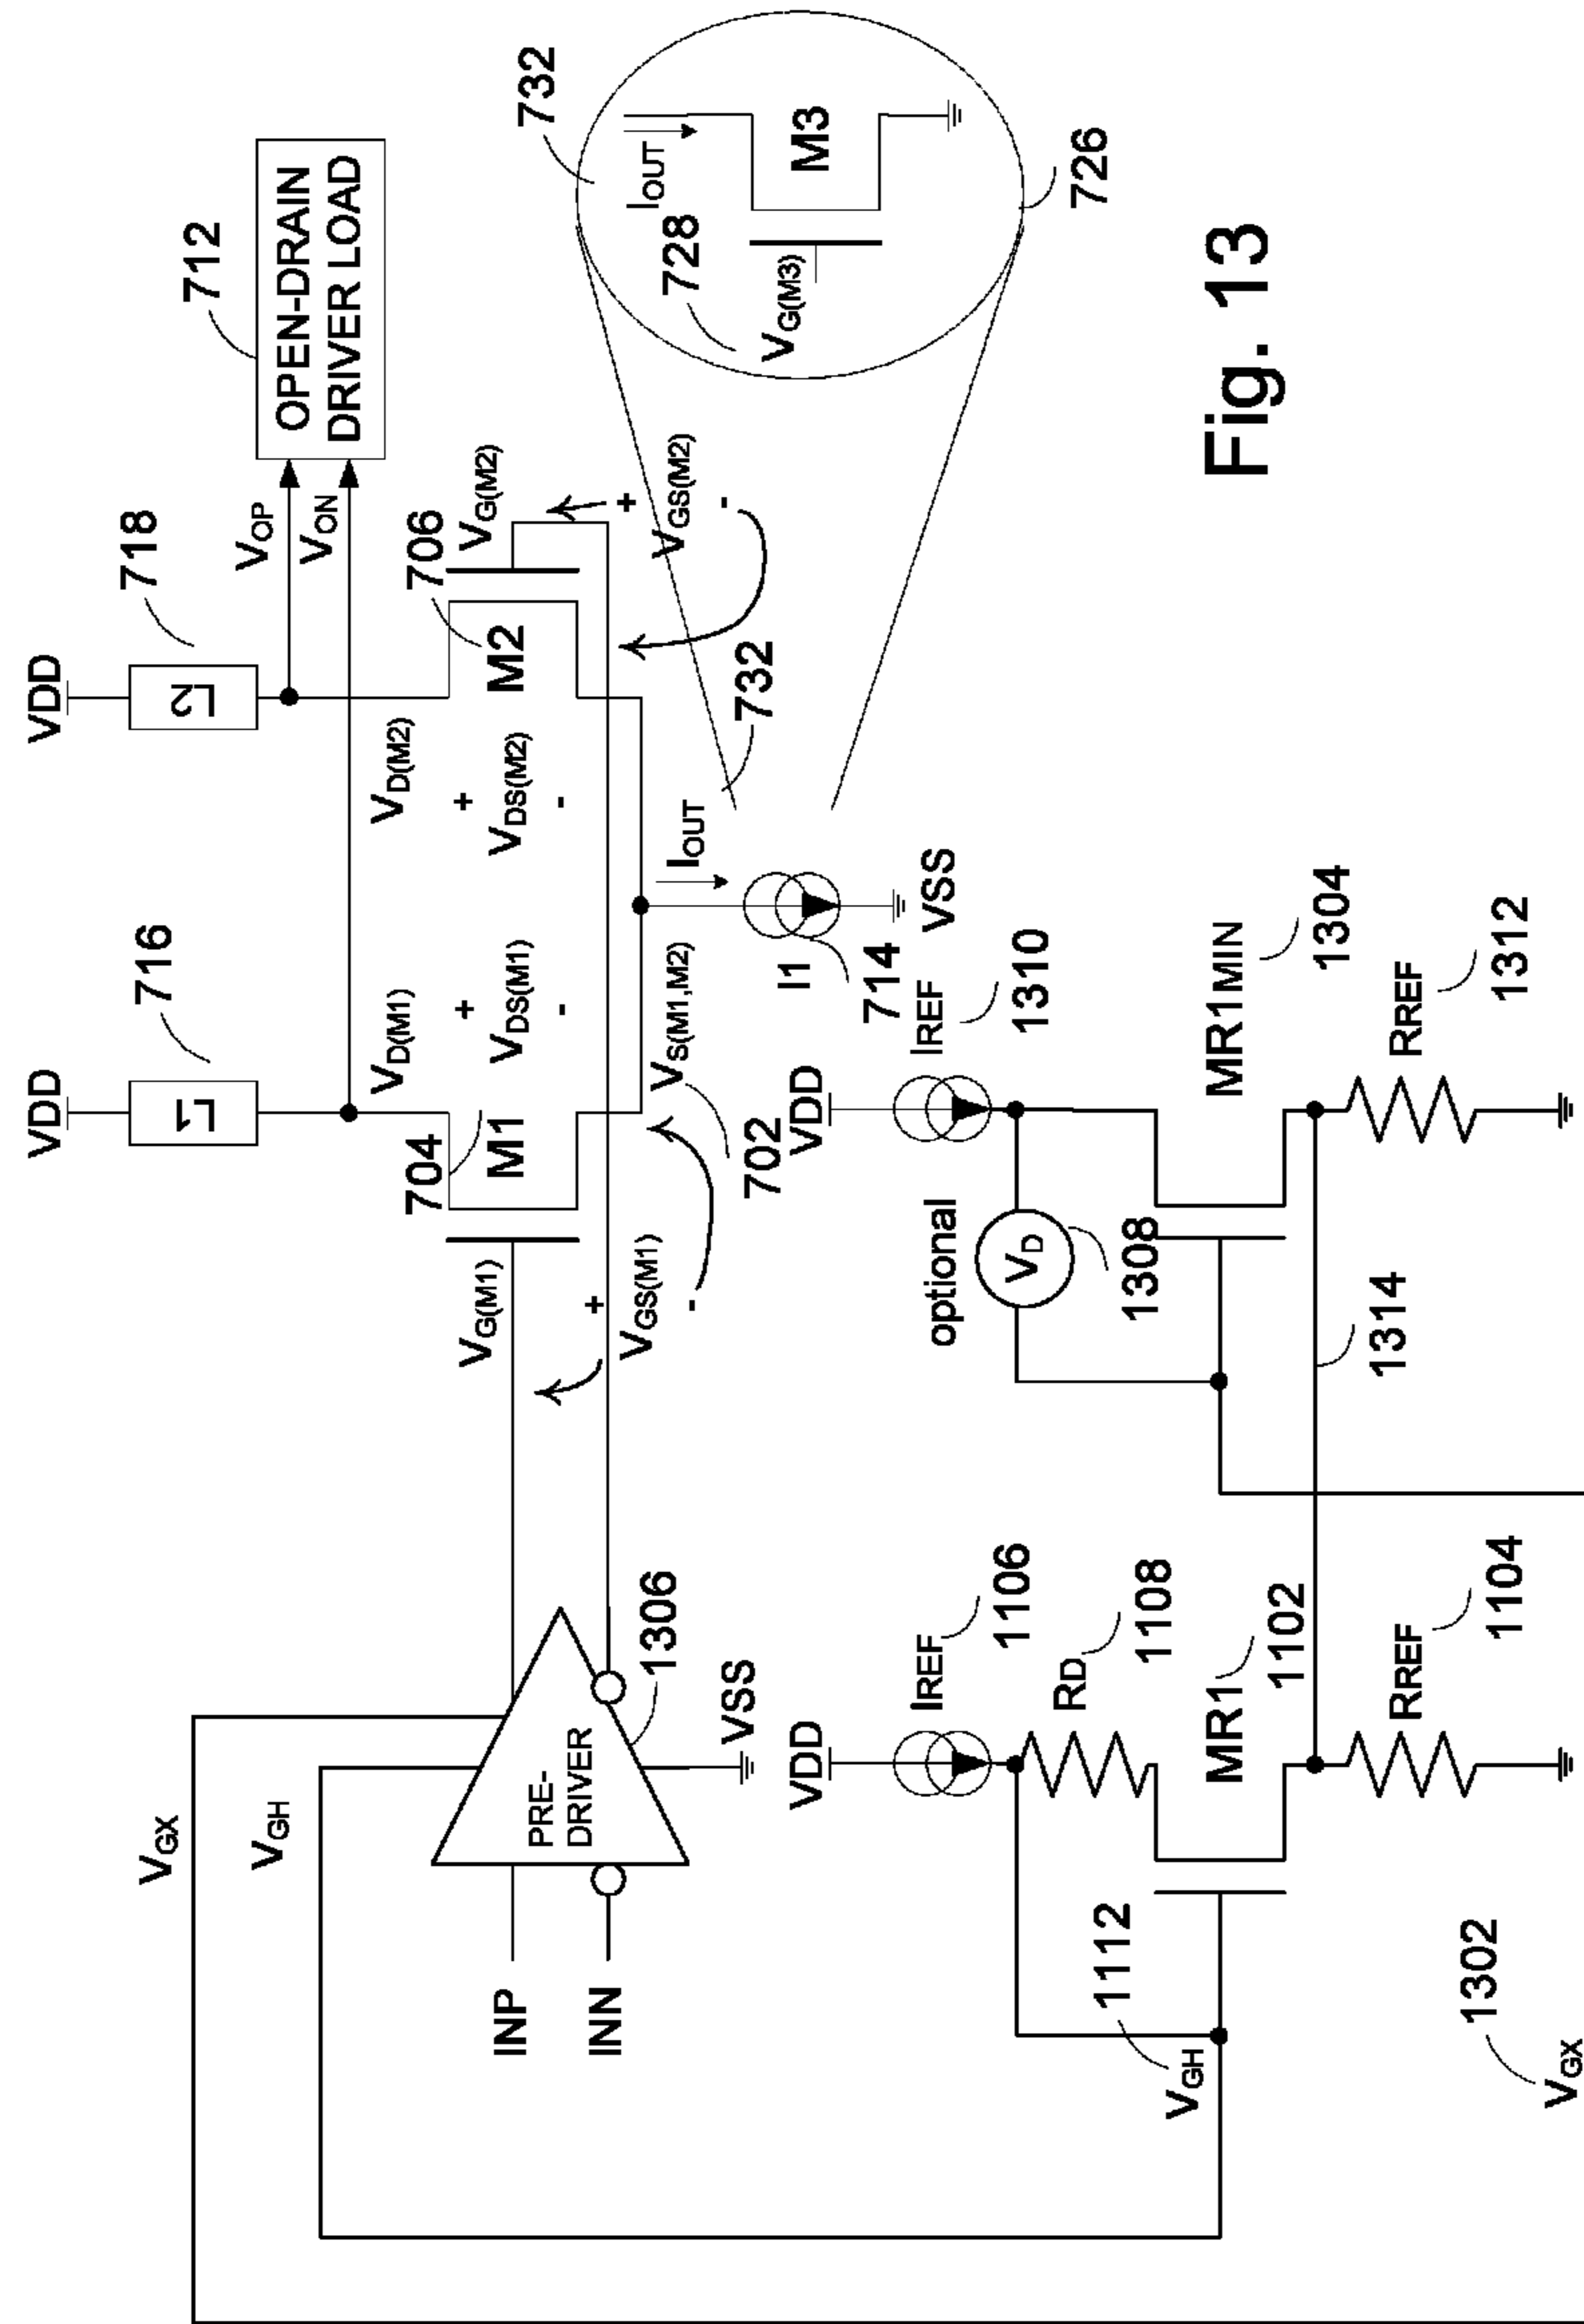 VGX
VGH
INP
INN
PRE-
DRIVER
1306
VSS
VDD
L1
716
VDD
L2
718
VOP
VON
712
OPEN-DRAIN
DRIVER LOAD
VD(M1)
+
VDS(M1)
-
VD(M2)
+
VDS(M2)
-
704
M1
706
M2
VG(M1)
+
VGS(M1)
-
VG(M2)
+
VGS(M2)
-
VS(M1,M2)
702
IOUT
732
I1
714
VSS
732
IOUT
728
VG(M3)
M3
726
VDD
IREF
1106
RD
1108
MR1
1102
RREF
1104
1112
VGH
1302
VGX
optional
VD
1308
VDD
IREF
1310
MR1MIN
1304
RREF
1312
1314
Fig. 13